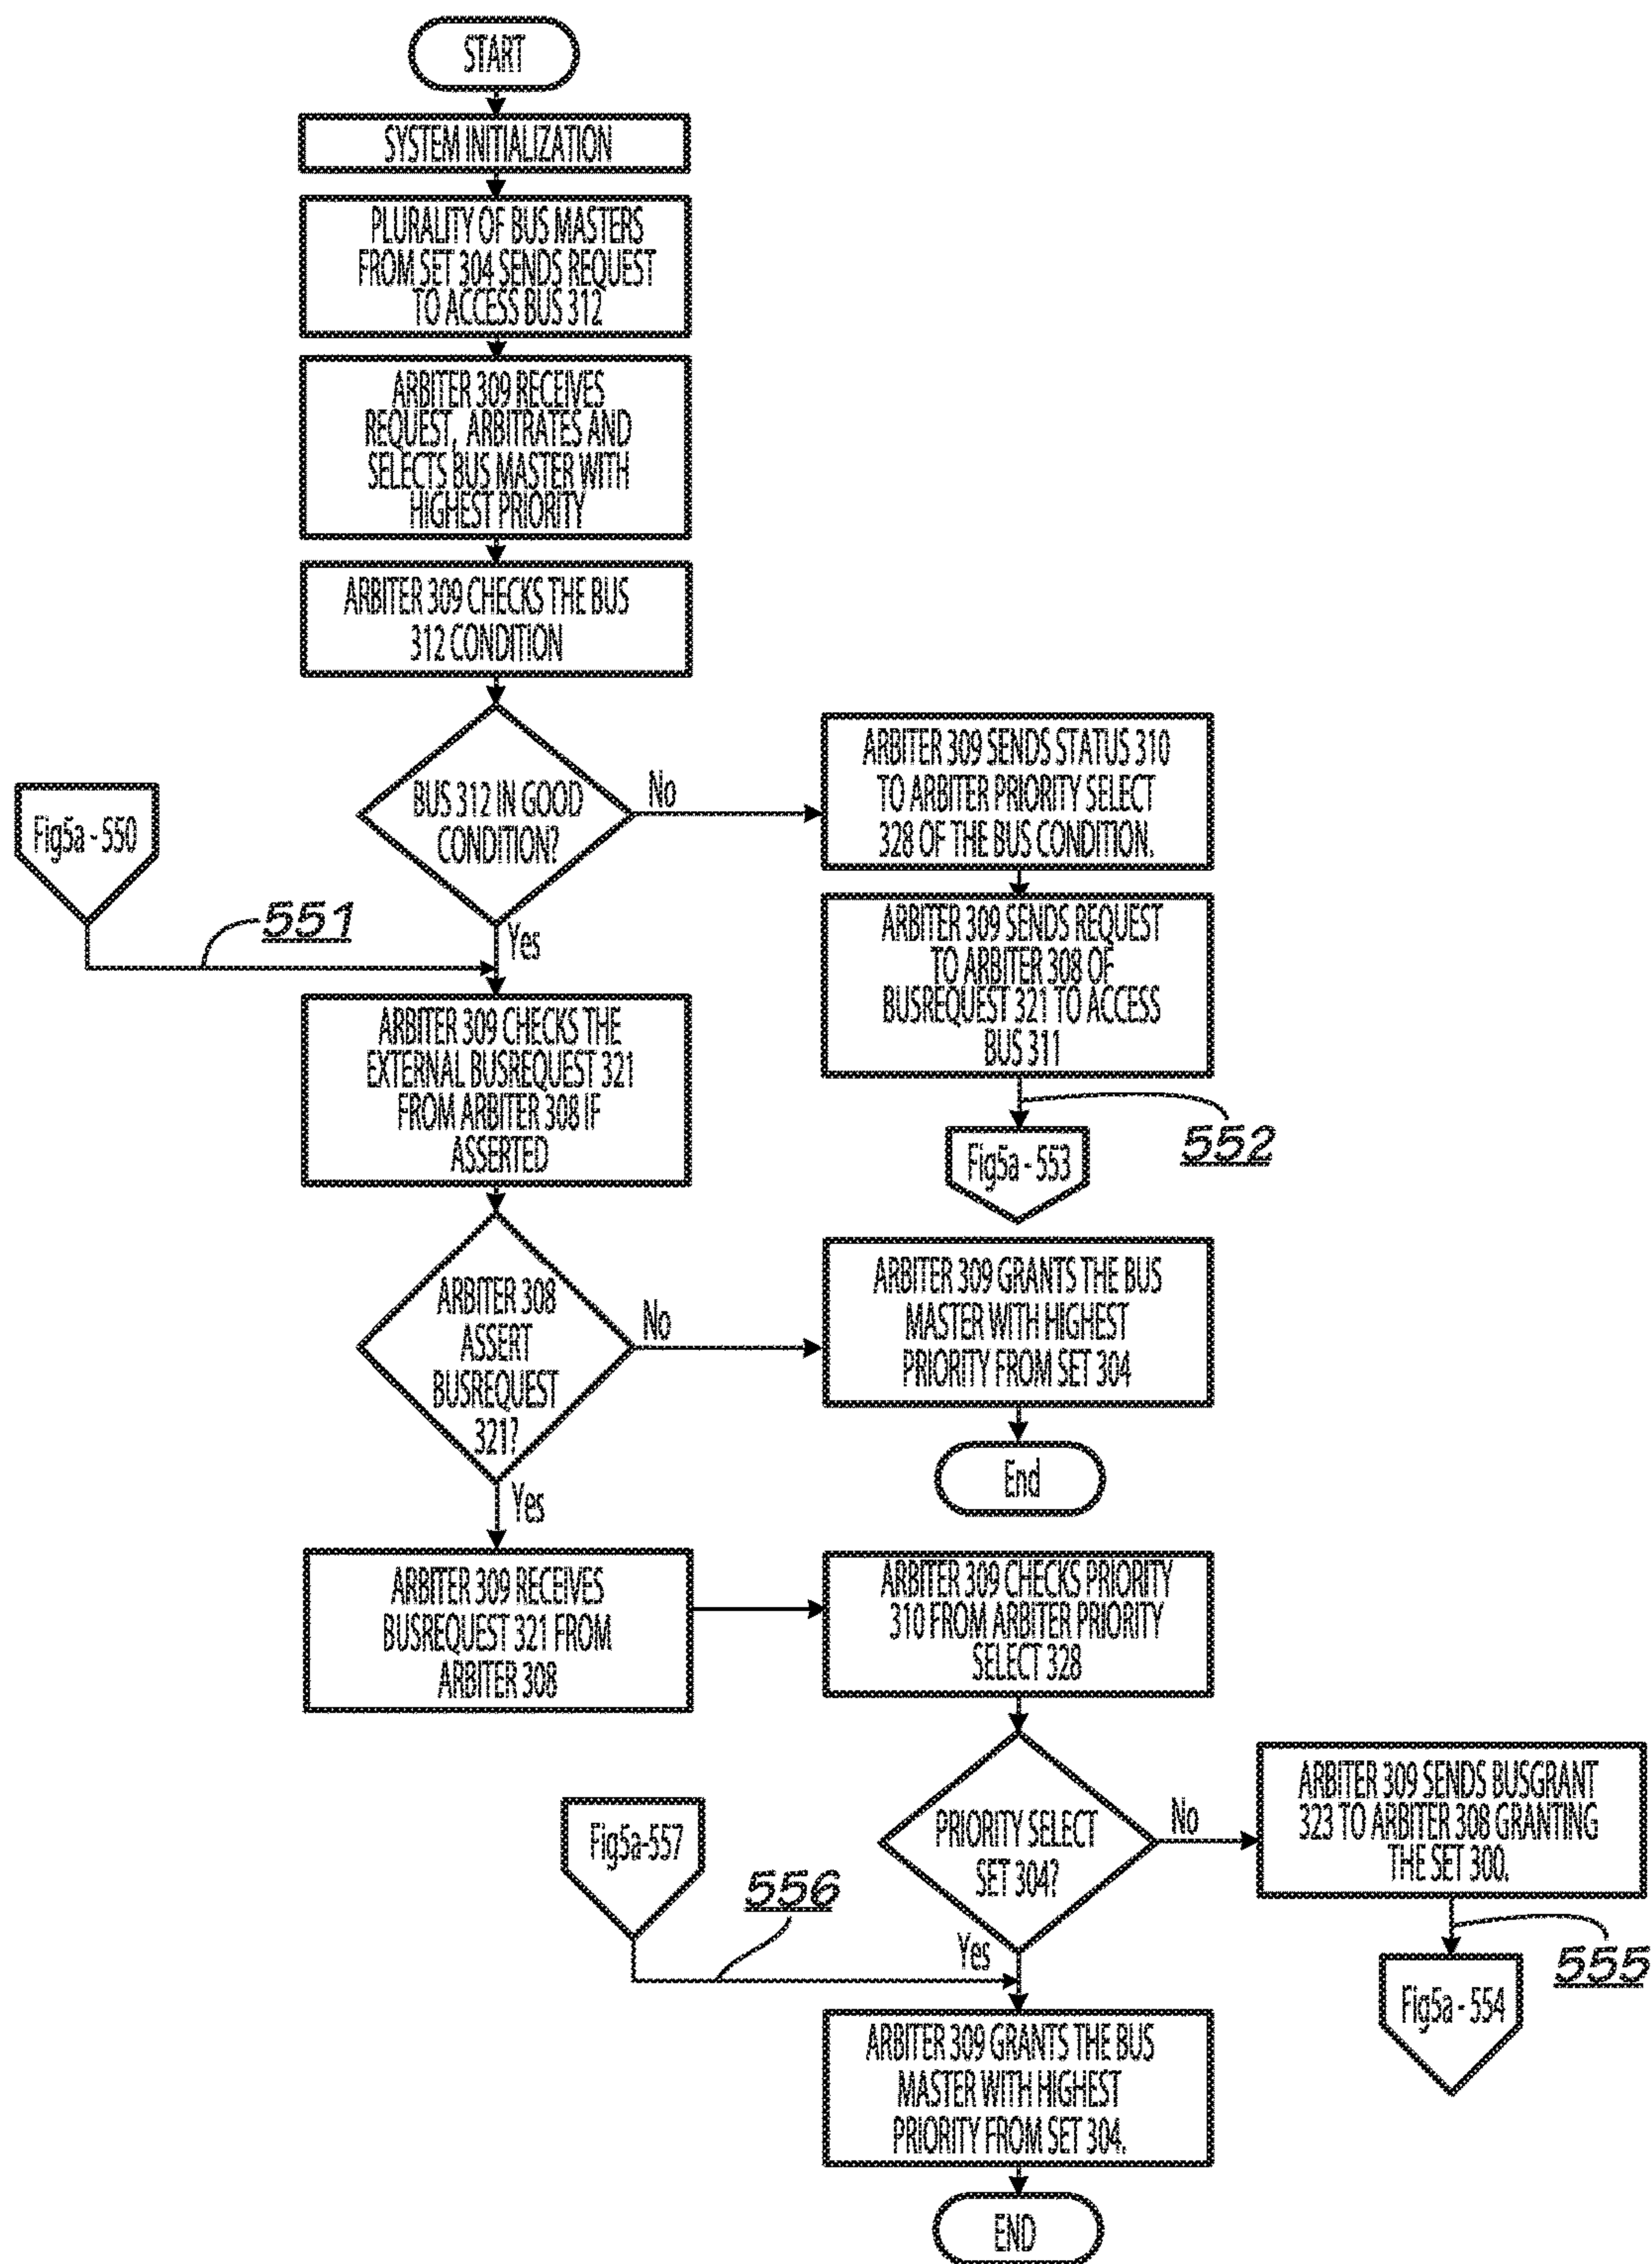 START
SYSTEM INITIALIZATION
PLURALITY OF BUS MASTERS
FROM SET 304 SENDS REQUEST
TO ACCESS BUS 312
ARBITER 309 RECEIVES
REQUEST, ARBITRATES AND
SELECTS BUS MASTER WITH
HIGHEST PRIORITY
ARBITER 309 CHECKS THE BUS
312 CONDITION
BUS 312 IN GOOD
CONDITION?
No
ARBITER 309 SENDS STATUS 310
TO ARBITER PRIORITY SELECT
328 OF THE BUS CONDITION.
Fig5a - 550
551
Yes
ARBITER 309 SENDS REQUEST
TO ARBITER 308 OF
BUSREQUEST 321 TO ACCESS
BUS 311
552
Fig5a - 553
ARBITER 309 CHECKS THE
EXTERNAL BUSREQUEST 321
FROM ARBITER 308 IF
ASSERTED
ARBITER 308
ASSERT
BUSREQUEST
321?
No
ARBITER 309 GRANTS THE BUS
MASTER WITH HIGHEST
PRIORITY FROM SET 304
End
Yes
ARBITER 309 RECEIVES
BUSREQUEST 321 FROM
ARBITER 308
ARBITER 309 CHECKS PRIORITY
310 FROM ARBITER PRIORITY
SELECT 328
PRIORITY SELECT
SET 304?
No
ARBITER 309 SENDS BUSGRANT
323 TO ARBITER 308 GRANTING
THE SET 300.
555
Fig5a - 554
Fig5a-557
556
Yes
ARBITER 309 GRANTS THE BUS
MASTER WITH HIGHEST
PRIORITY FROM SET 304.
END